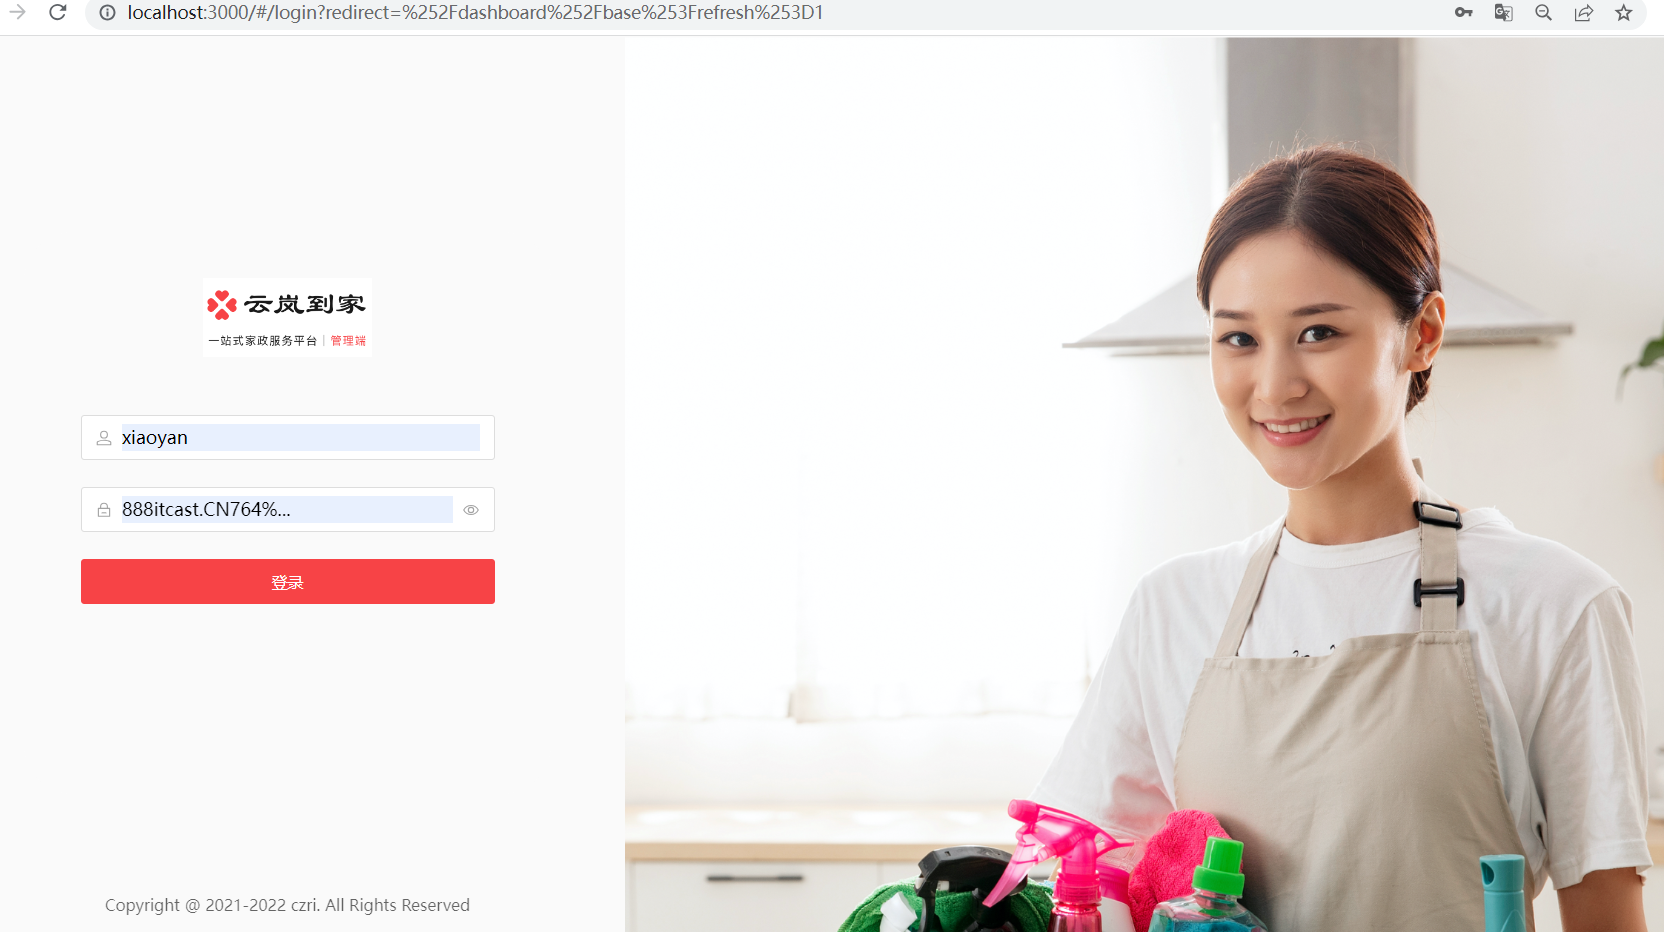 localhost:3000/#/login?redirect=%252Fdashboard%252Fbase%253Frefresh%253D1
云岚到家
一站式家政服务平台 | 管理端
xiaoyan
888itcast.CN764%...
登录
Copyright @ 2021-2022 czri. All Rights Reserved